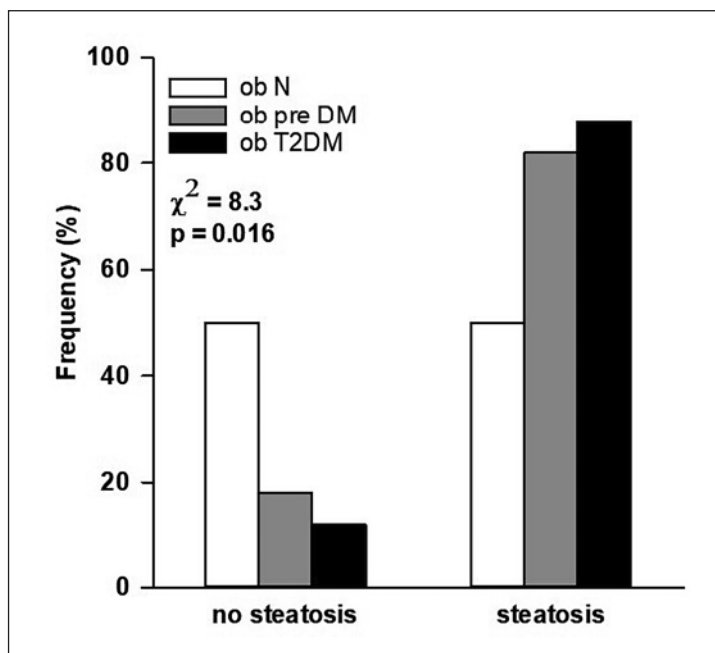 100
80
60
40
20
0
Frequency (%)
ob N
ob pre DM
ob T2DM
χ² = 8.3
p = 0.016
no steatosis
steatosis